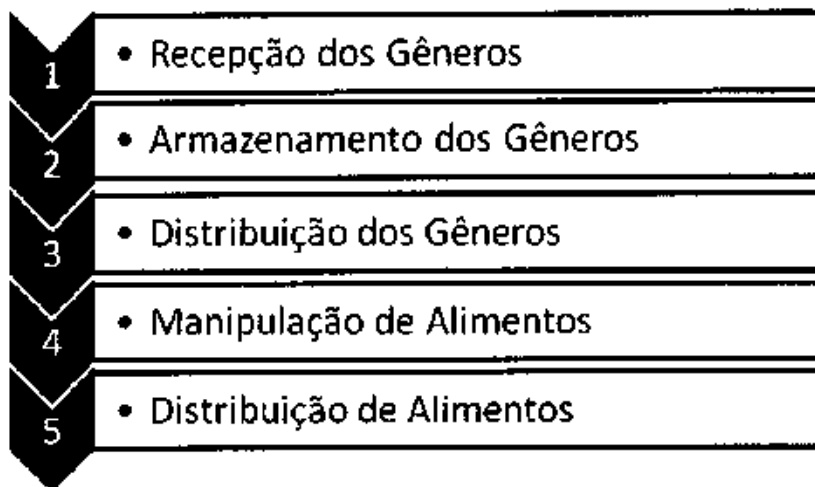 1 • Recepção dos Gêneros
2 • Armazenamento dos Gêneros
3 • Distribuição dos Gêneros
4 • Manipulação de Alimentos
5 • Distribuição de Alimentos